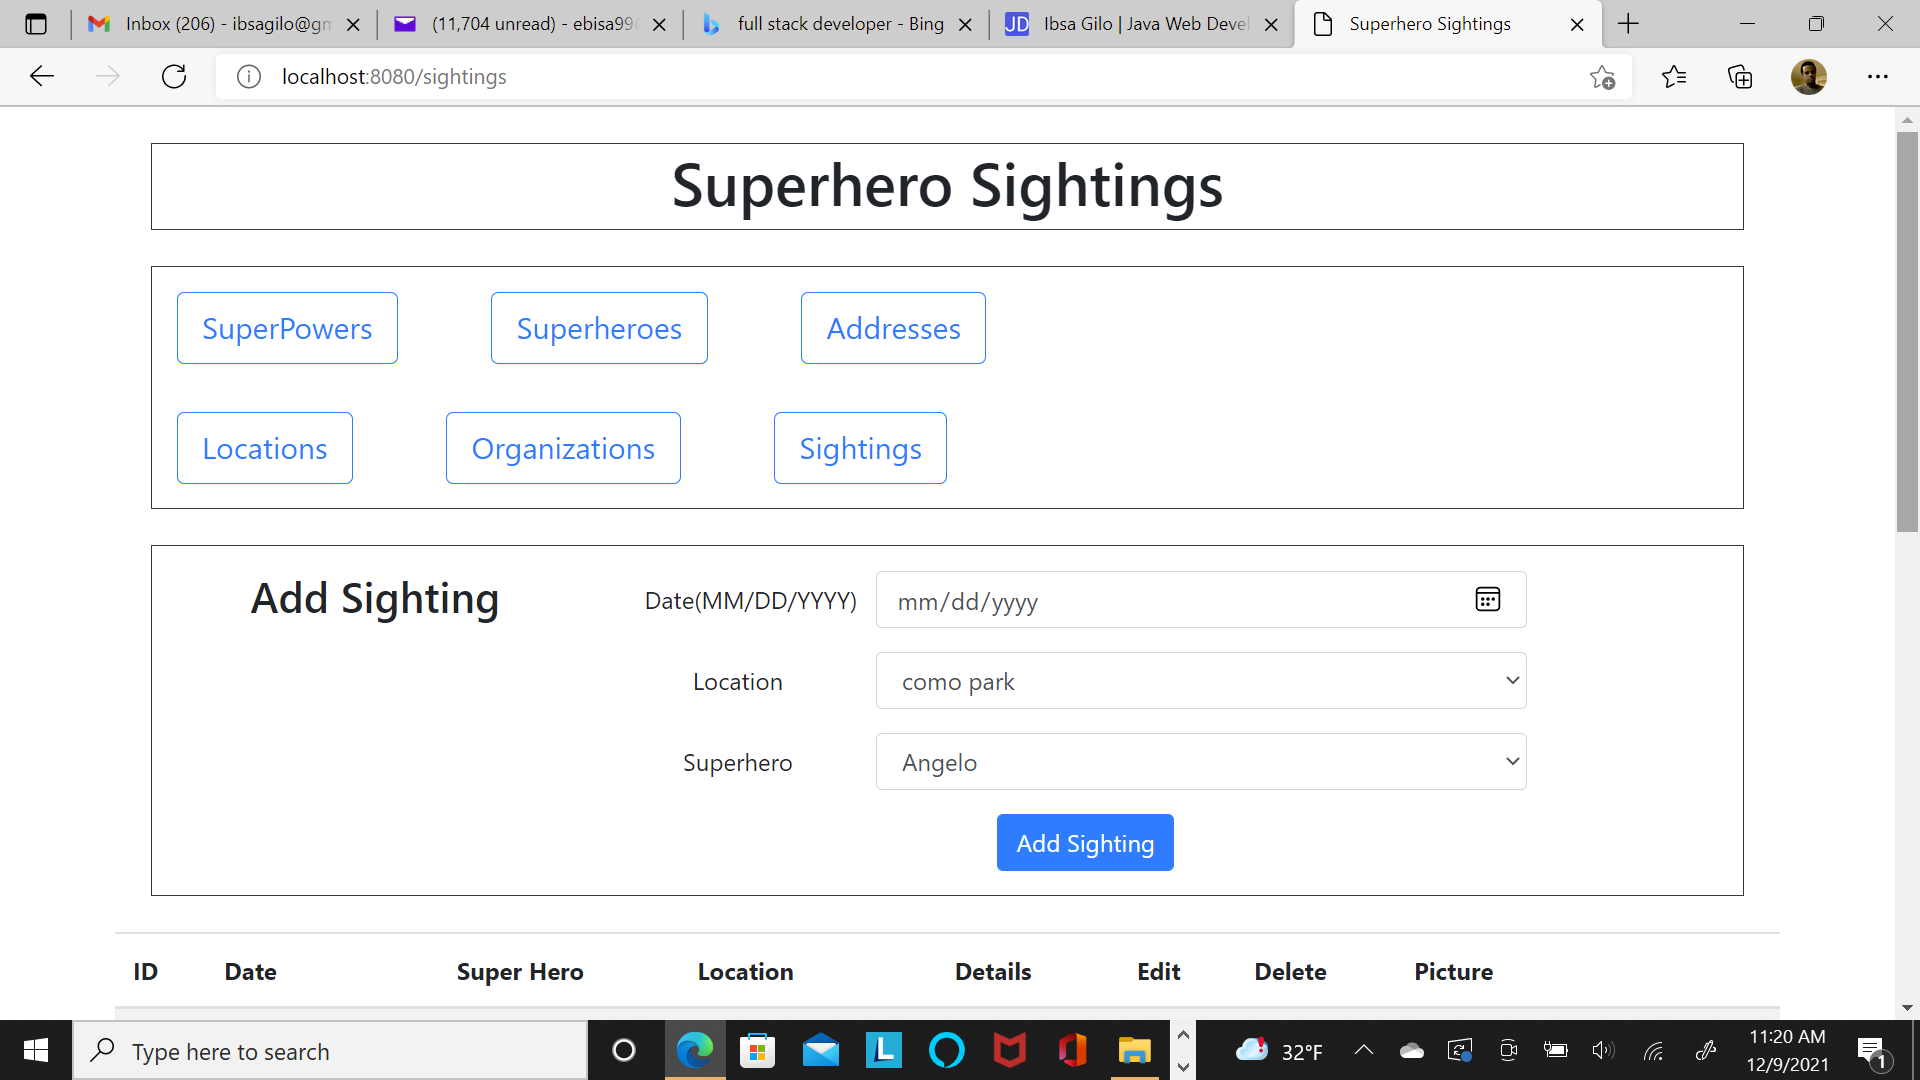 Inbox (206) - ibsagilo@gm
(11,704 unread) - ebisa990
full stack developer - Bing
JD
Ibsa Gilo | Java Web Devel
Superhero Sightings
localhost:8080/sightings
Superhero Sightings
SuperPowers
Superheroes
Addresses
Locations
Organizations
Sightings
Add Sighting
Date(MM/DD/YYYY)
mm/dd/yyyy
Location
como park
Superhero
Angelo
Add Sighting
ID Date Super Hero Location Details Edit Delete Picture
Type here to search
L
32°F
11:20 AM
12/9/2021
1